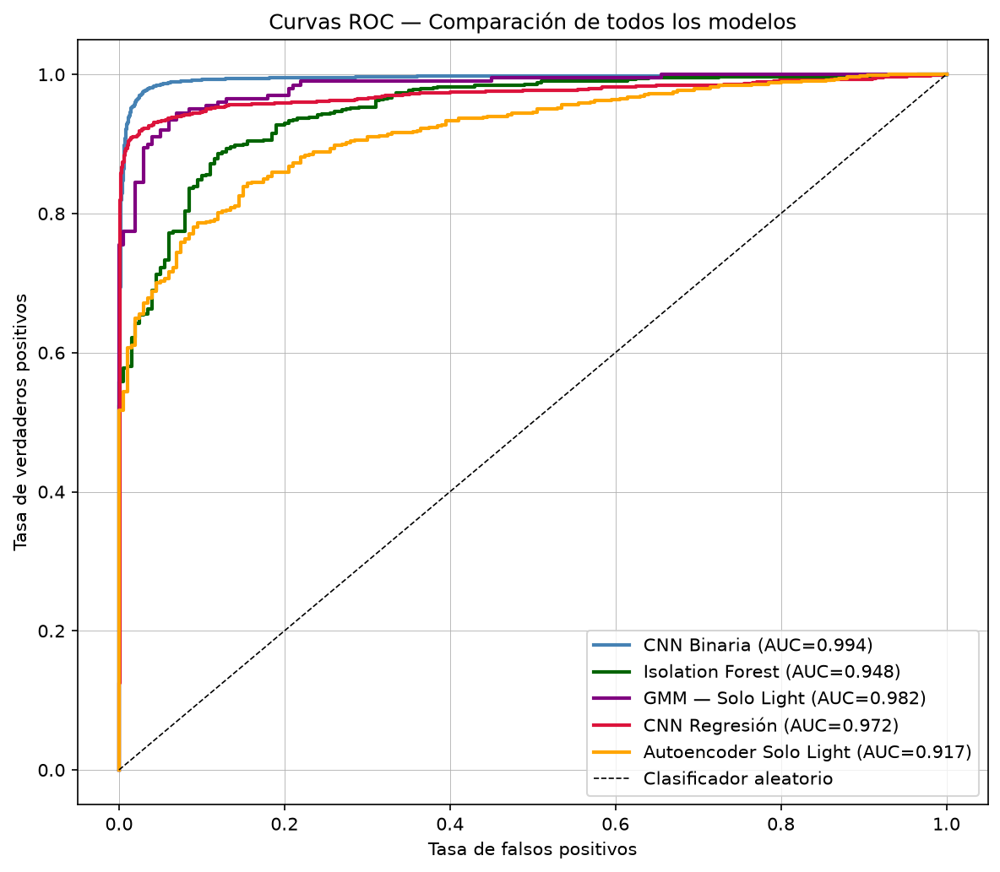 Curvas ROC — Comparación de todos los modelos
Tasa de verdaderos positivos
1.0
0.8
0.6
0.4
0.2
0.0
CNN Binaria (AUC=0.994)
Isolation Forest (AUC=0.948)
GMM — Solo Light (AUC=0.982)
CNN Regresión (AUC=0.972)
Autoencoder Solo Light (AUC=0.917)
Clasificador aleatorio
0.0 0.2 0.4 0.6 0.8 1.0
Tasa de falsos positivos